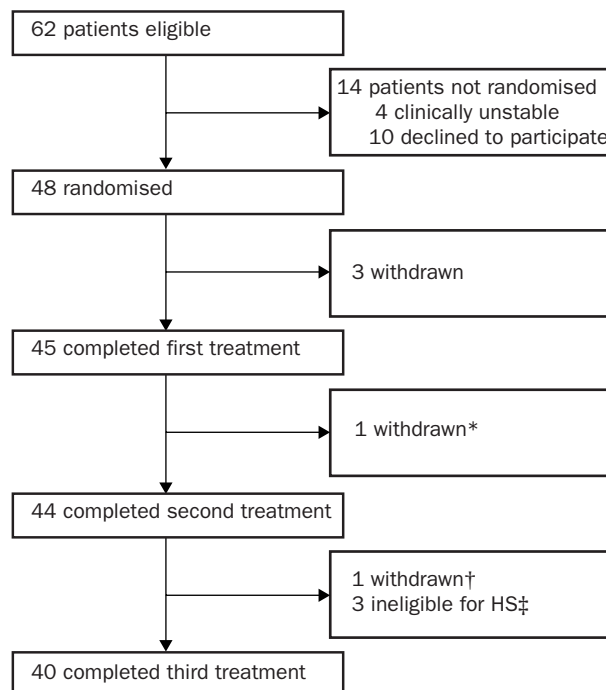 62 patients eligible
14 patients not randomised
4 clinically unstable
10 declined to participate
48 randomised
3 withdrawn
45 completed first treatment
1 withdrawn*
44 completed second treatment
1 withdrawn†
3 ineligible for HS‡
40 completed third treatment